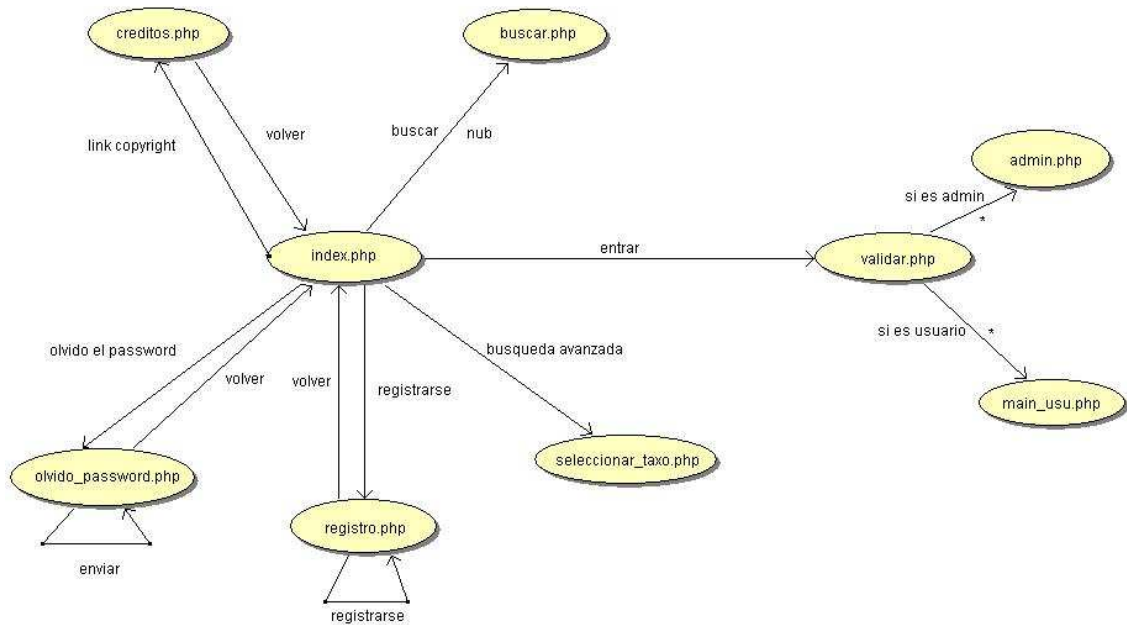 creditos.php
buscar.php
buscar
nub
volver
link copyright
admin.php
si es admin
*
index.php
entrar
validar.php
si es usuario
*
olvido el password
busqueda avanzada
volver
volver
registrarse
main_usu.php
seleccionar_taxo.php
olvido_password.php
registro.php
enviar
registrarse